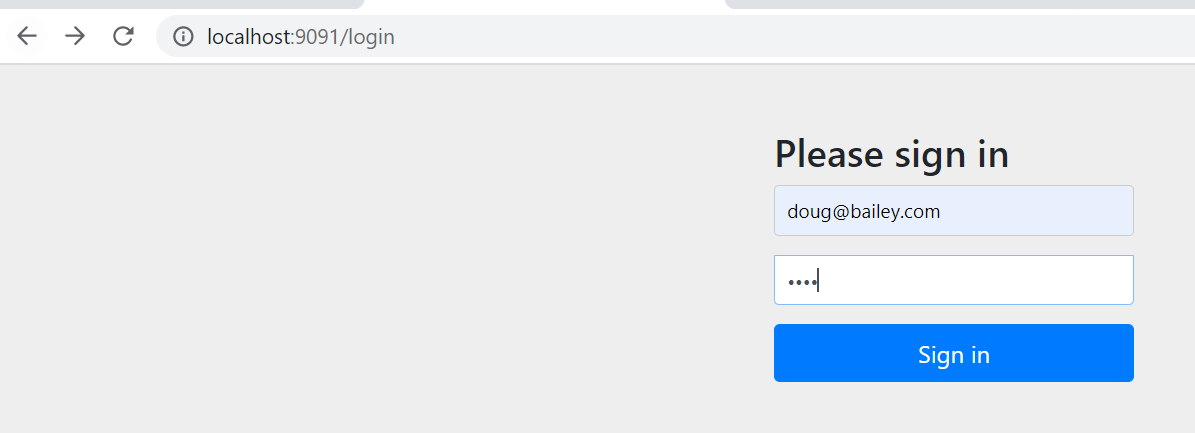 localhost:9091/login
Please sign in
doug@bailey.com
••••
Sign in